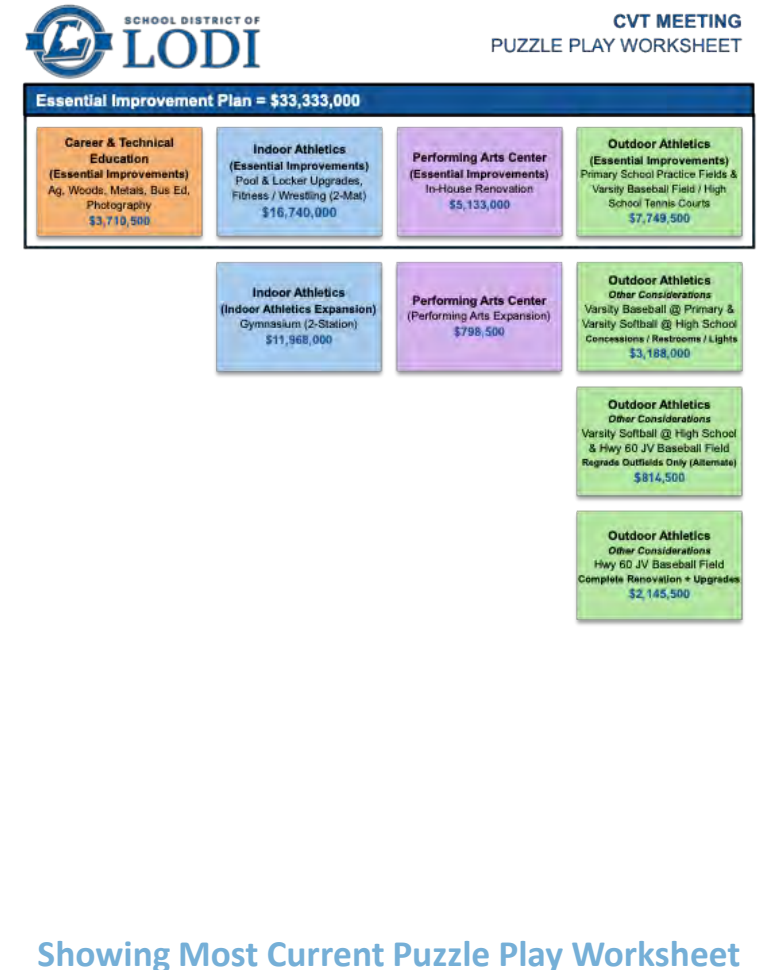 SCHOOL DISTRICT OF
LODI
CVT MEETING
PUZZLE PLAY WORKSHEET
Essential Improvement Plan = $33,333,000
Career & Technical
Education
(Essential Improvements)
Ag, Woods, Metals, Bus Ed,
Photography
$3,710,500
Indoor Athletics
(Essential Improvements)
Pool & Locker Upgrades,
Fitness / Wrestling (2-Mat)
$16,740,000
Performing Arts Center
(Essential Improvements)
In-House Renovation
$5,133,000
Outdoor Athletics
(Essential Improvements)
Primary School Practice Fields &
Varsity Baseball Field / High
School Tennis Courts
$7,749,500
Indoor Athletics
(Indoor Athletics Expansion)
Gymnasium (2-Station)
$11,968,000
Performing Arts Center
(Performing Arts Expansion)
$798,500
Outdoor Athletics
Other Considerations
Varsity Baseball @ Primary &
Varsity Softball @ High School
Concessions / Restrooms / Lights
$3,188,000
Outdoor Athletics
Other Considerations
Varsity Softball @ High School
& Hwy 60 JV Baseball Field
Regrade Outfields Only (Alternate)
$814,500
Outdoor Athletics
Other Considerations
Hwy 60 JV Baseball Field
Complete Renovation + Upgrades
$2,145,500
Showing Most Current Puzzle Play Worksheet